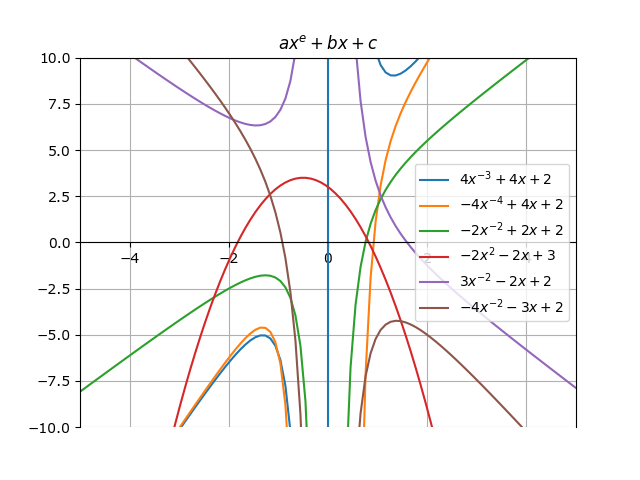 $ax^e + bx + c$
10.0
7.5
5.0
2.5
0.0
−2.5
−5.0
−7.5
−10.0
−4 −2 0 2 4
$4x^{-3} + 4x + 2$
$-4x^{-4} + 4x + 2$
$-2x^{-2} + 2x + 2$
$-2x^2 - 2x + 3$
$3x^{-2} - 2x + 2$
$-4x^{-2} - 3x + 2$